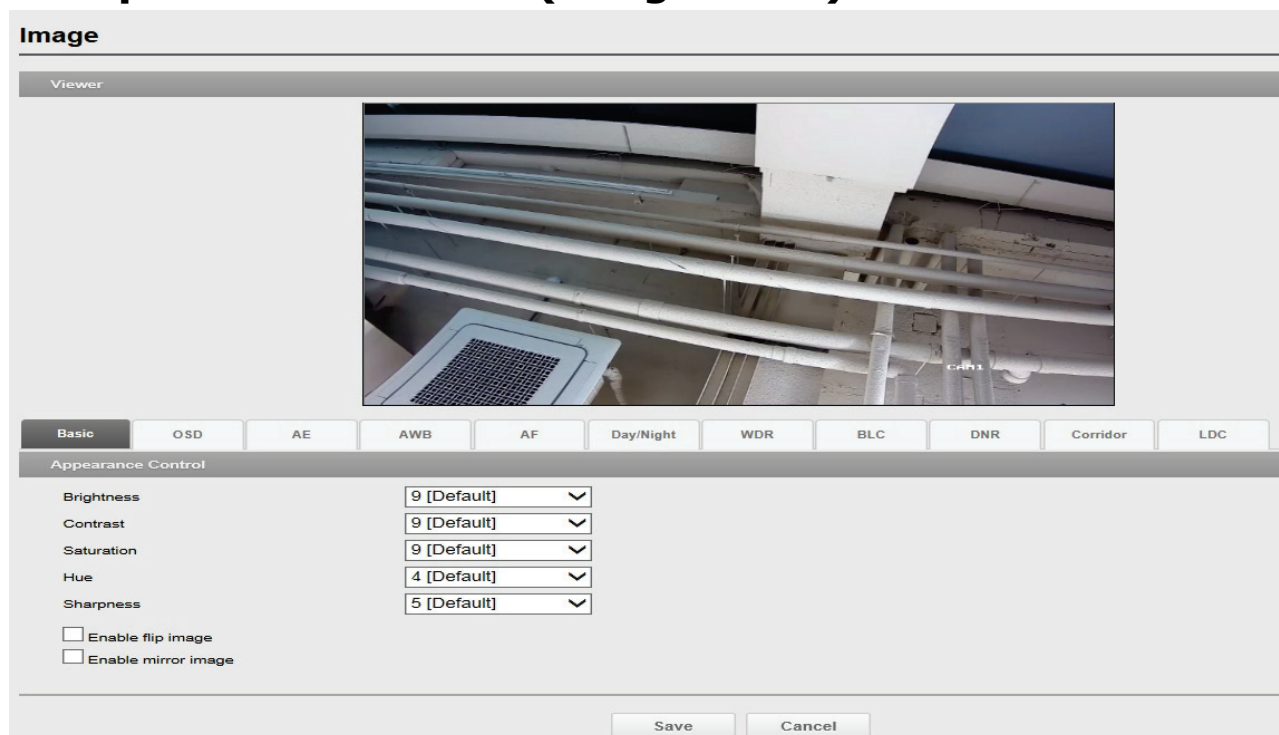 Image
Viewer
CAM1
Basic OSD AE AWB AF Day/Night WDR BLC DNR Corridor LDC
Appearance Control
Brightness 9 [Default]
Contrast 9 [Default]
Saturation 9 [Default]
Hue 4 [Default]
Sharpness 5 [Default]
Enable flip image
Enable mirror image
Save Cancel